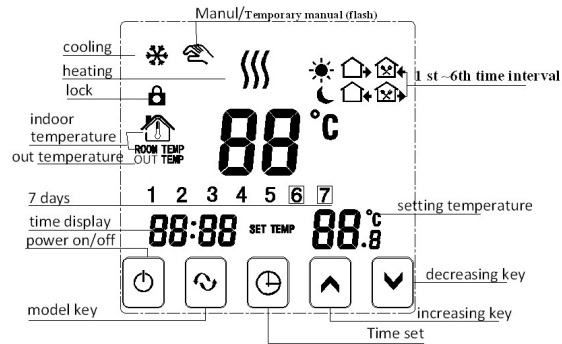 Manul/Temporary manual (flash)
cooling
heating
lock
1 st ~6th time interval
indoor
temperature
ROOM TEMP
out temperature
OUT TEMP
88°C
7 days
1 2 3 4 5 6 7
setting temperature
time display
88:88 SET TEMP 88.8°C
power on/off
decreasing key
model key
increasing key
Time set